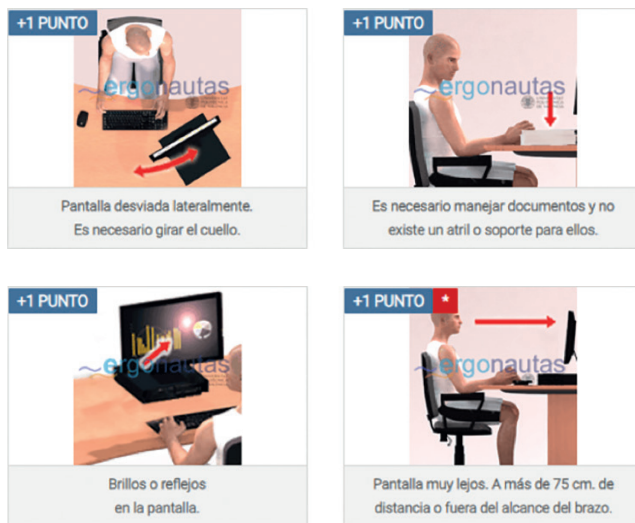 +1 PUNTO
ergonautas
Pantalla desviada lateralmente.
Es necesario girar el cuello.
+1 PUNTO
ergonautas
Es necesario manejar documentos y no
existe un atril o soporte para ellos.
+1 PUNTO
ergonautas
Brillos o reflejos
en la pantalla.
+1 PUNTO *
ergonautas
Pantalla muy lejos. A más de 75 cm. de
distancia o fuera del alcance del brazo.